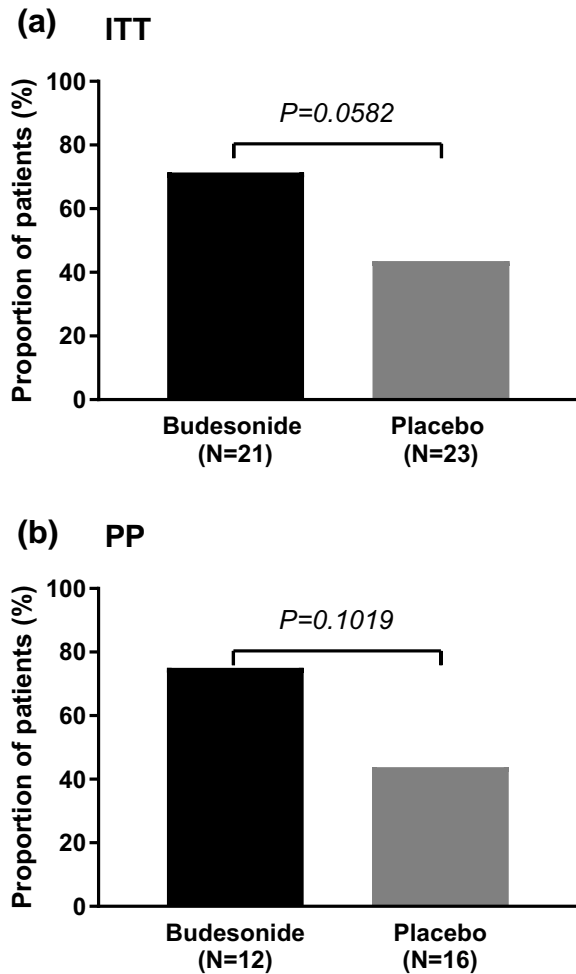 (a) ITT
Proportion of patients (%)
100
80
60
40
20
0
P=0.0582
Budesonide
(N=21)
Placebo
(N=23)
(b) PP
Proportion of patients (%)
100
80
60
40
20
0
P=0.1019
Budesonide
(N=12)
Placebo
(N=16)